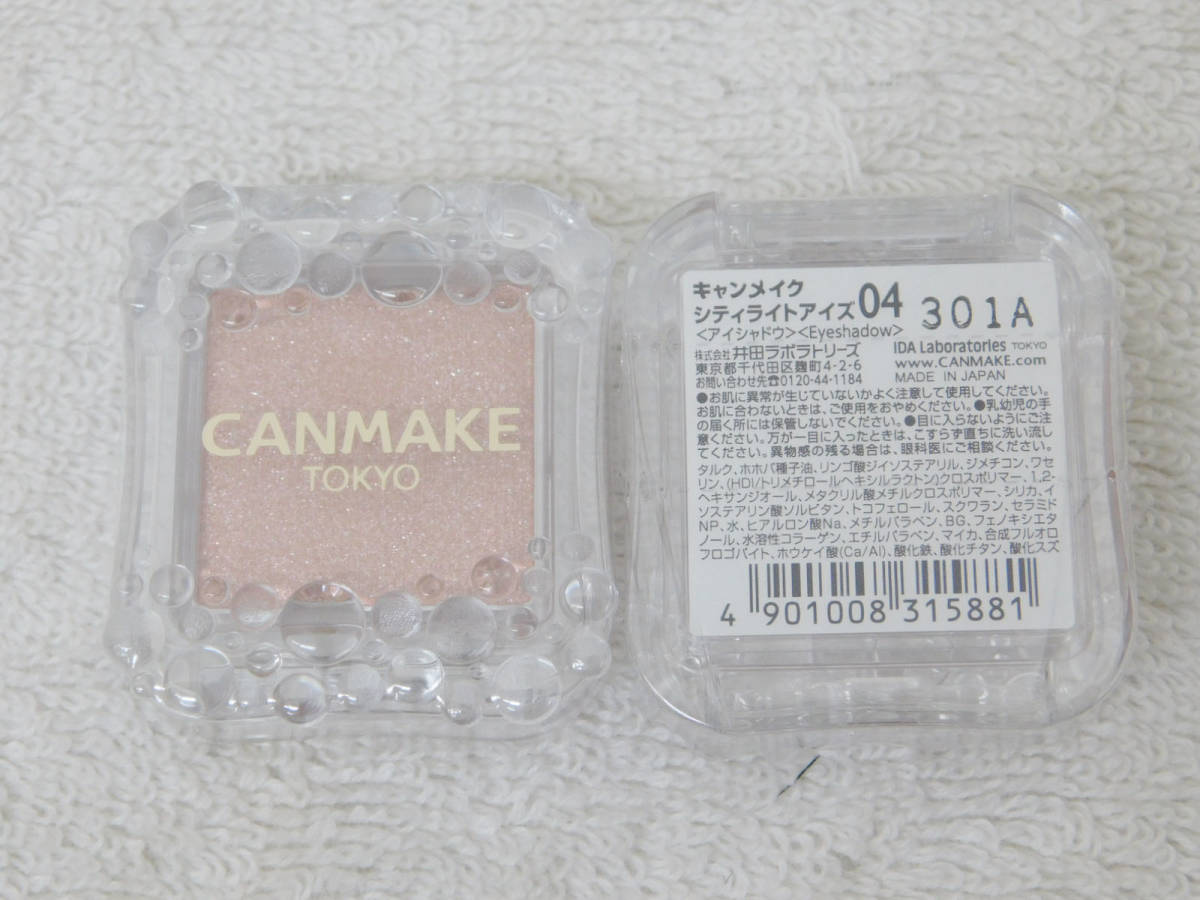 CANMAKE
TOKYO
キャンメイク
シティライトアイズ04
301A
<アイシャドウ><Eyeshadow>
株式会社 井田ラボラトリーズ
東京都千代田区麹町4-2-6
お問い合わせ先☎0120-44-1184
IDA Laboratories TOKYO
WWW.CANMAKE.com
MADE IN JAPAN
●お肌に異常が生じていないかよく注意して使用してください。
お肌に合わないときは、ご使用をおやめください。●乳幼児の手
の届く所には保管しないでください。●目に入らないようにご注
意ください。万が一目に入ったときは、こすらず直ちに洗い流し
てください。異物感の残る場合は、眼科医にご相談ください。
タルク、ホホバ種子油、リンゴ酸ジイソステアリル、ジメチコン、ワセ
リン、(HDI/トリメチロールヘキシルラクトン)クロスポリマー、1,2-
ヘキサンジオール、メタクリル酸メチルクロスポリマー、シリカ、イ
ソステアリン酸ソルビタン、トコフェロール、スクワラン、セラミド
NP、水、ヒアルロン酸Na、メチルパラベン、BG、フェノキシエタ
ノール、水溶性コラーゲン、エチルパラベン、マイカ、合成フルオロ
フロゴパイト、ホウケイ酸(Ca/Al)、酸化鉄、酸化チタン、酸化スズ
4 901008 315881